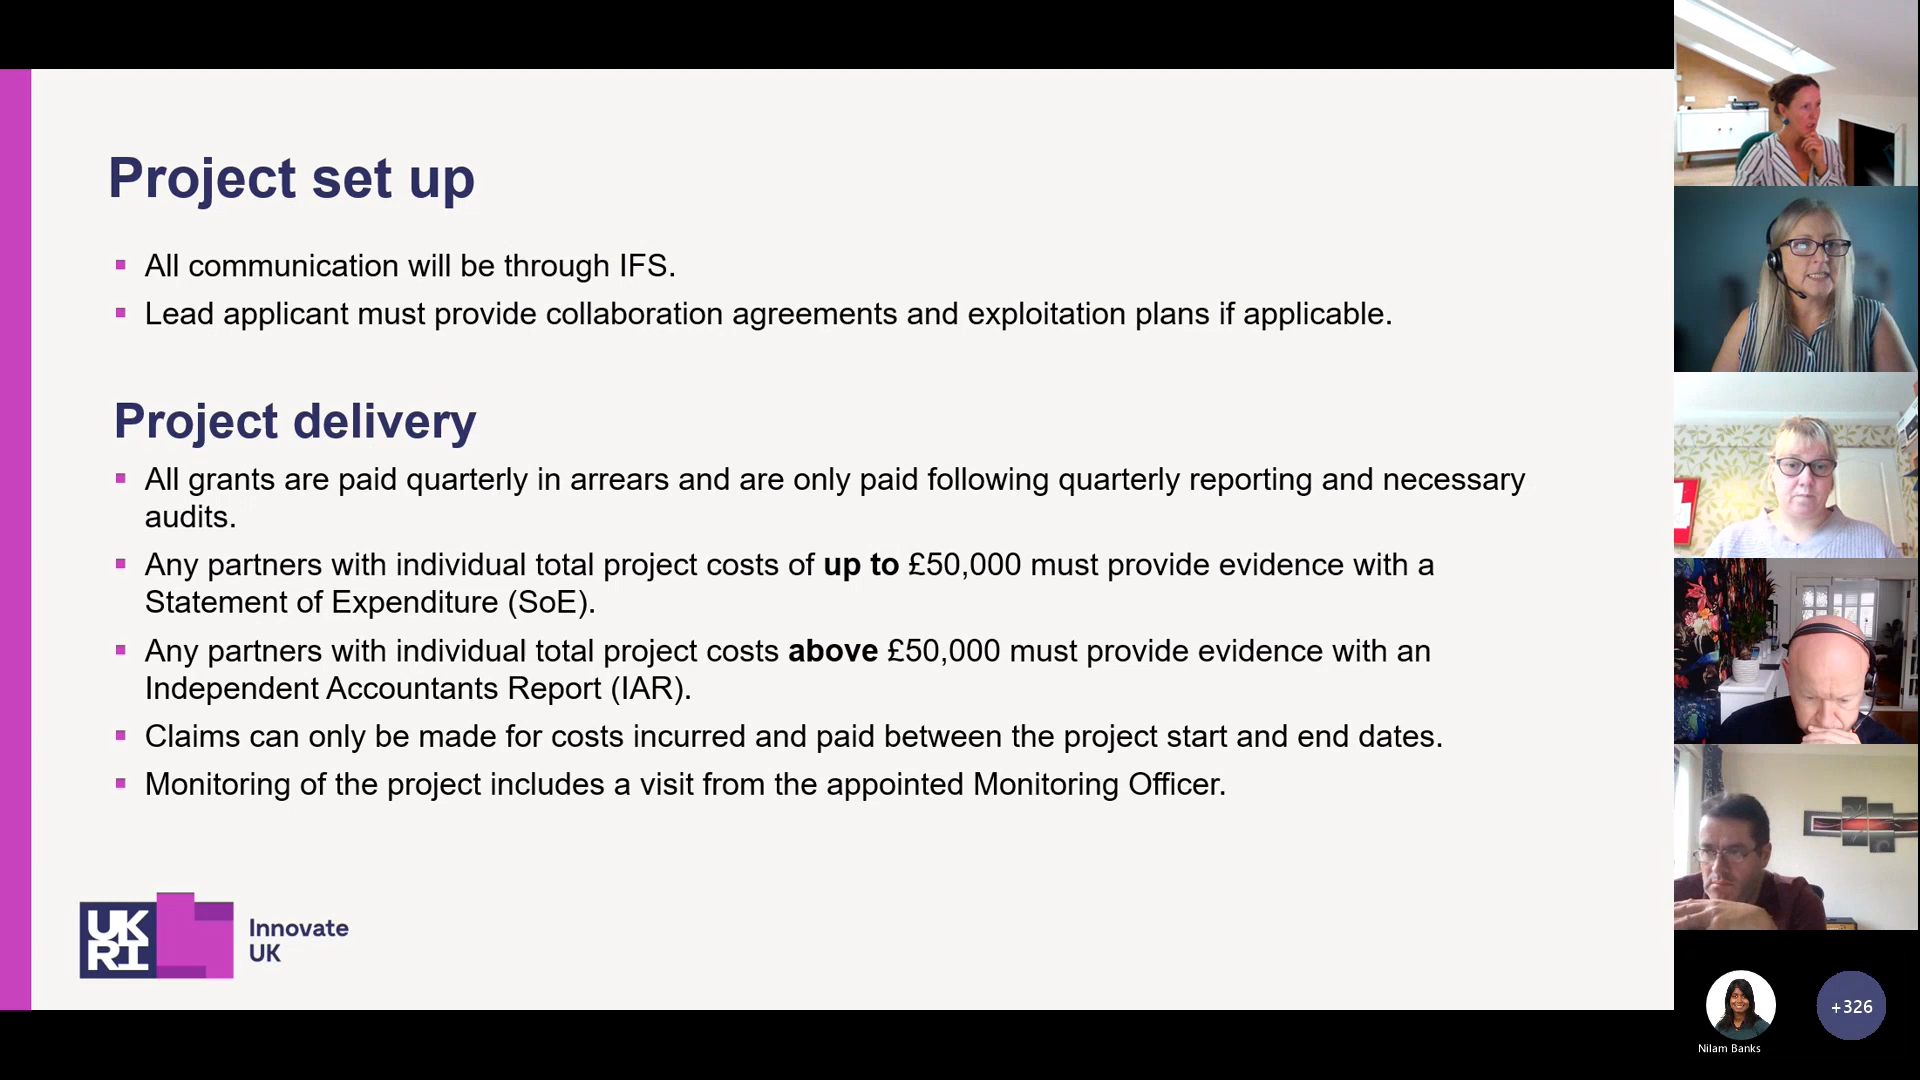 Project set up
All communication will be through IFS.
Lead applicant must provide collaboration agreements and exploitation plans if applicable.
Project delivery
All grants are paid quarterly in arrears and are only paid following quarterly reporting and necessary
audits.
Any partners with individual total project costs of up to £50,000 must provide evidence with a
Statement of Expenditure (SoE).
Any partners with individual total project costs above £50,000 must provide evidence with an
Independent Accountants Report (IAR).
Claims can only be made for costs incurred and paid between the project start and end dates.
Monitoring of the project includes a visit from the appointed Monitoring Officer.
UK
RI
Innovate
UK
+326
Nilam Banks